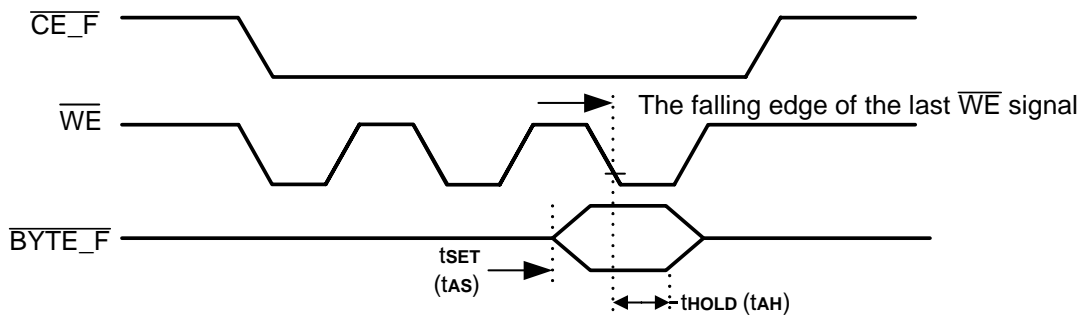 CE_F
The falling edge of the last WE signal
WE
BYTE_F
tSET
(tAS)
tHOLD (tAH)